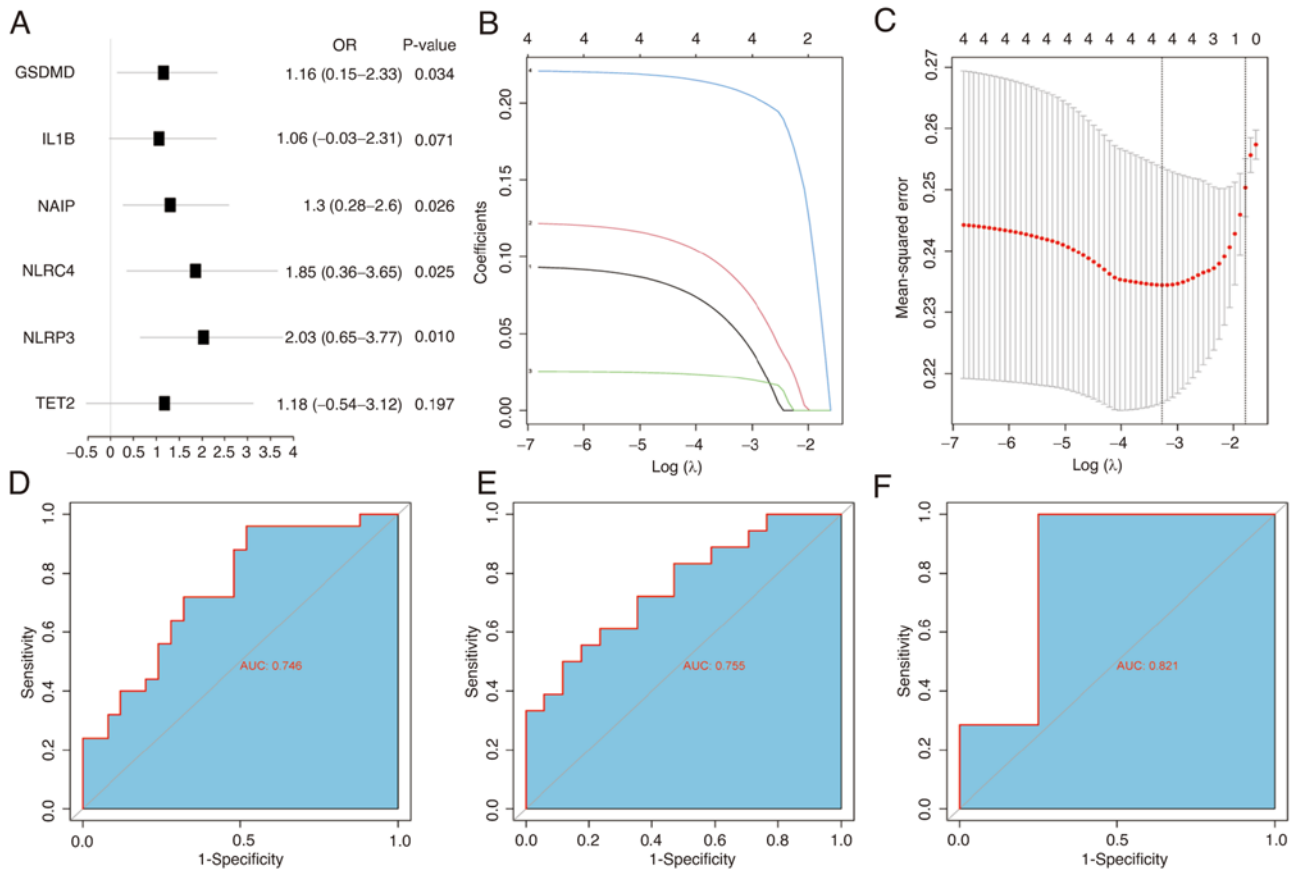 A
OR P-value
GSDMD 1.16 (0.15–2.33) 0.034
IL1B 1.06 (−0.03–2.31) 0.071
NAIP 1.3 (0.28–2.6) 0.026
NLRC4 1.85 (0.36–3.65) 0.025
NLRP3 2.03 (0.65–3.77) 0.010
TET2 1.18 (−0.54–3.12) 0.197
−0.5 0 0.5 1 1.5 2 2.5 3 3.5 4
B
4 4 4 4 4 2
0.20
0.15
0.10
0.05
0.00
Coefficients
4
2
1
3
−7 −6 −5 −4 −3 −2
Log (λ)
C
4 4 4 4 4 4 4 4 4 4 4 3 1 0
0.27
0.26
0.25
0.24
0.23
0.22
Mean-squared error
−7 −6 −5 −4 −3 −2
Log (λ)
D
1.0
0.8
0.6
0.4
0.2
0.0
Sensitivity
AUC: 0.746
0.0 0.5 1.0
1-Specificity
E
1.0
0.8
0.6
0.4
0.2
0.0
Sensitivity
AUC: 0.755
0.0 0.2 0.4 0.6 0.8 1.0
1-Specificity
F
1.0
0.8
0.6
0.4
0.2
0.0
Sensitivity
AUC: 0.821
0.0 0.5 1.0
1-Specificity